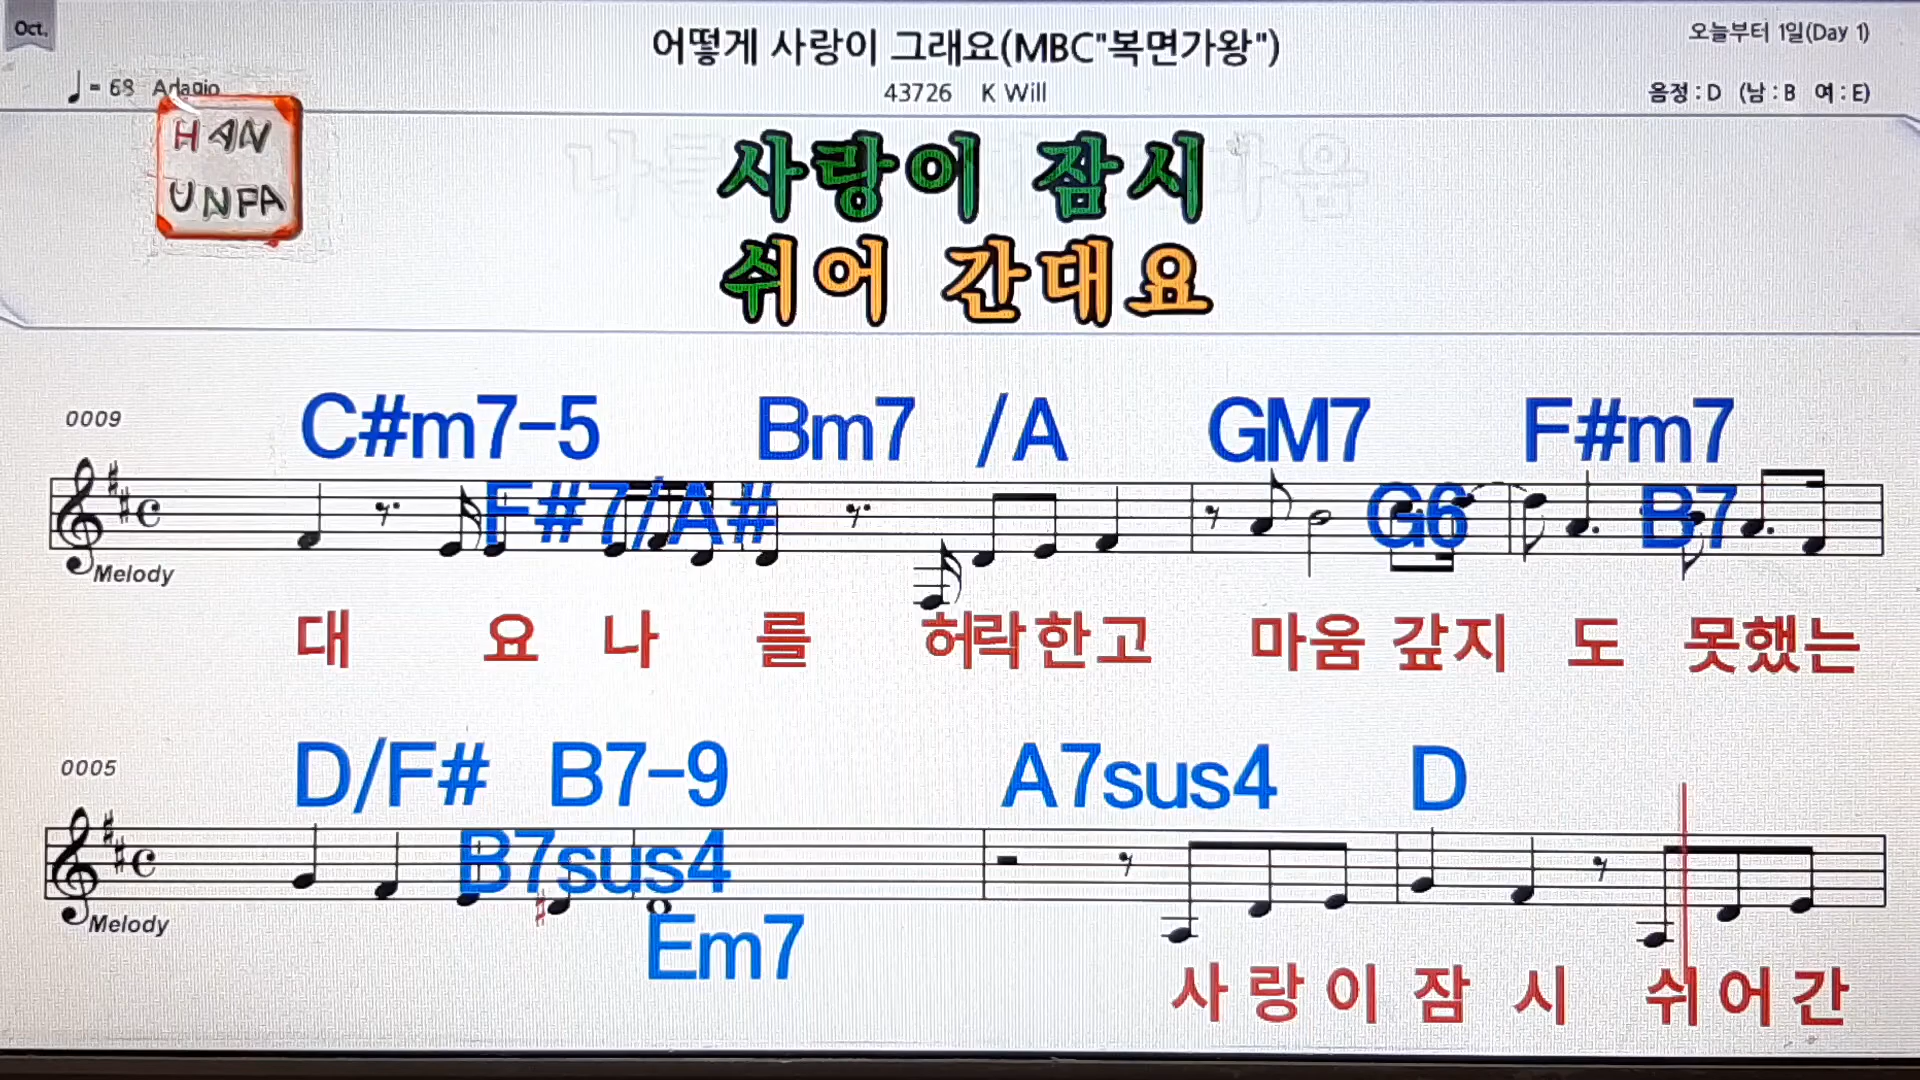 Oct.
어떻게 사랑이 그래요(MBC"복면가왕")
오늘부터 1일(Day 1)
♩= 68 Adagio
43726 K Will
음정 : D (남 : B 여 : E)
HAN
UNPA
사랑이 잠시
쉬어 간대요
0009
C#m7-5 Bm7 /A GM7 F#m7
F#7/A# G6 B7
Melody
대 요 나 를 허락한고 마움 갚지 도 못했는
0005
D/F# B7-9 A7sus4 D
B7sus4
Melody
Em7
사 랑 이 잠 시 쉬 어 간